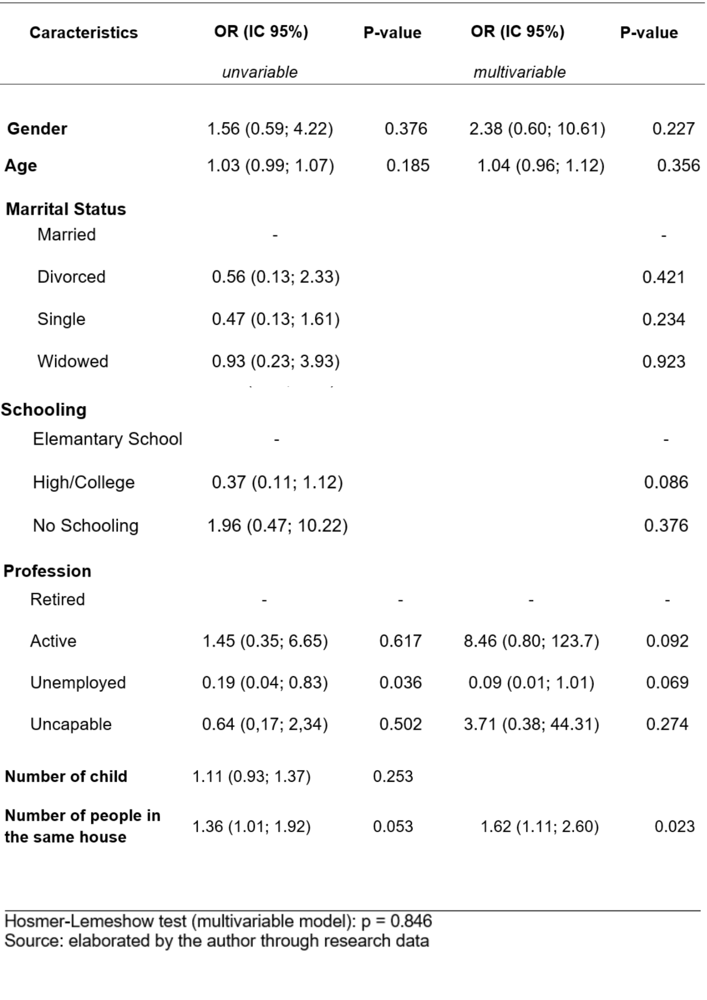 Caracteristics OR (IC 95%) P-value OR (IC 95%) P-value
unvariable multivariable
Gender 1.56 (0.59; 4.22) 0.376 2.38 (0.60; 10.61) 0.227
Age 1.03 (0.99; 1.07) 0.185 1.04 (0.96; 1.12) 0.356
Marrital Status
Married - -
Divorced 0.56 (0.13; 2.33) 0.421
Single 0.47 (0.13; 1.61) 0.234
Widowed 0.93 (0.23; 3.93) 0.923
Schooling
Elemantary School - -
High/College 0.37 (0.11; 1.12) 0.086
No Schooling 1.96 (0.47; 10.22) 0.376
Profession
Retired - - - -
Active 1.45 (0.35; 6.65) 0.617 8.46 (0.80; 123.7) 0.092
Unemployed 0.19 (0.04; 0.83) 0.036 0.09 (0.01; 1.01) 0.069
Uncapable 0.64 (0,17; 2,34) 0.502 3.71 (0.38; 44.31) 0.274
Number of child 1.11 (0.93; 1.37) 0.253
Number of people in
the same house 1.36 (1.01; 1.92) 0.053 1.62 (1.11; 2.60) 0.023
Hosmer-Lemeshow test (multivariable model): p = 0.846
Source: elaborated by the author through research data